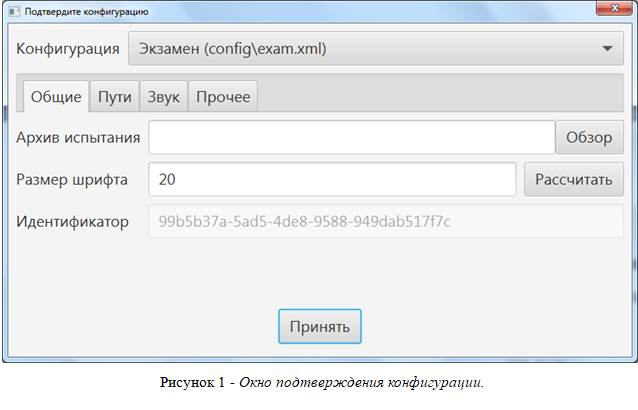 Подтвердите конфигурацию
Конфигурация Экзамен (config\exam.xml)
Общие Пути Звук Прочее
Архив испытания Обзор
Размер шрифта 20 Рассчитать
Идентификатор 99b5b37a-5ad5-4de8-9588-949dab517f7c
Принять
Рисунок 1 - Окно подтверждения конфигурации.